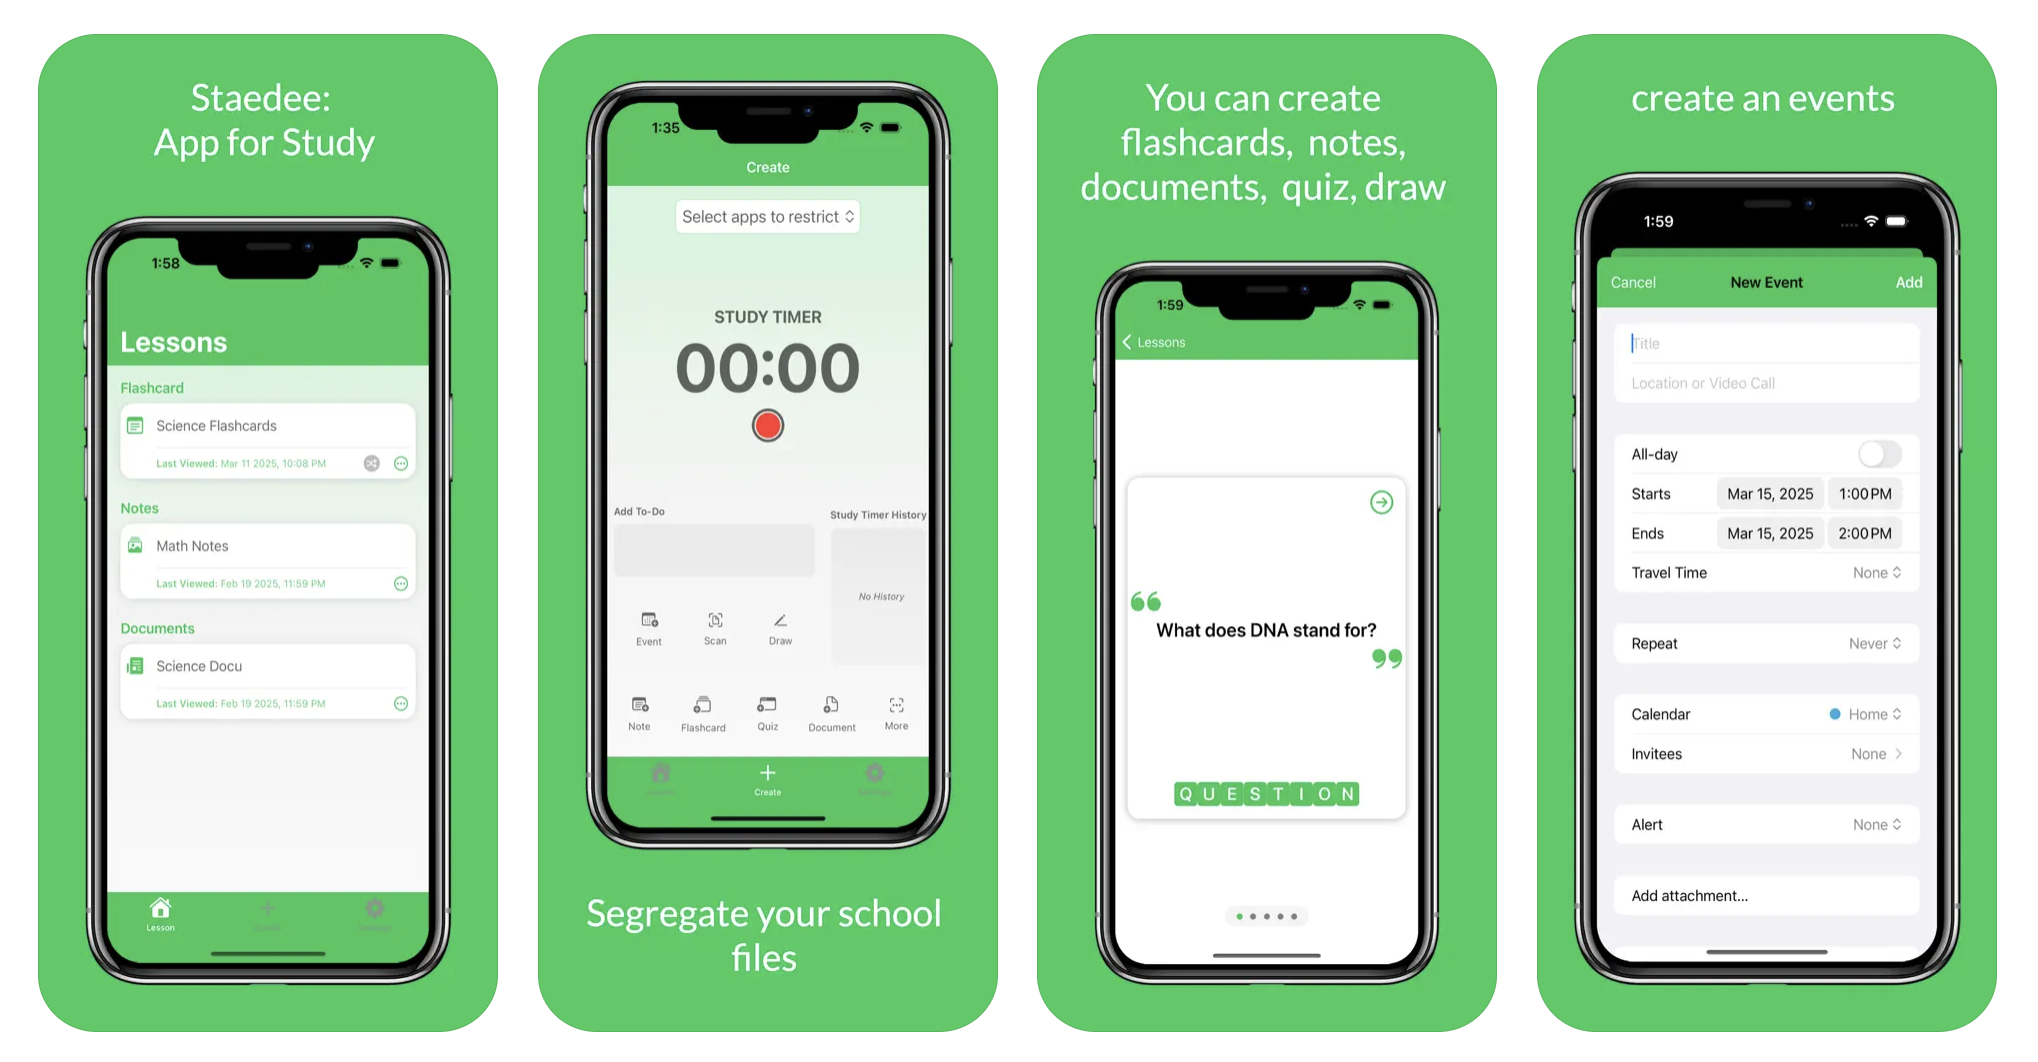 Staedee:
App for Study
1:58
Lessons
Flashcard
Science Flashcards
Last Viewed: Mar 11 2025, 10:08 PM
Notes
Math Notes
Last Viewed: Feb 19 2025, 11:59 PM
Documents
Science Docu
Last Viewed: Feb 19 2025, 11:59 PM
Lesson
1:35
Create
Select apps to restrict
STUDY TIMER
00:00
Add To-Do
Study Timer History
No History
Event Scan Draw
Note Flashcard Quiz Document More
Create
Segregate your school
files
You can create
flashcards, notes,
documents, quiz, draw
1:59
Lessons
What does DNA stand for?
QUESTION
create an events
1:59
Cancel New Event Add
Title
Location or Video Call
All-day
Starts Mar 15, 2025 1:00 PM
Ends Mar 15, 2025 2:00 PM
Travel Time None
Repeat Never
Calendar Home
Invitees None
Alert None
Add attachment...